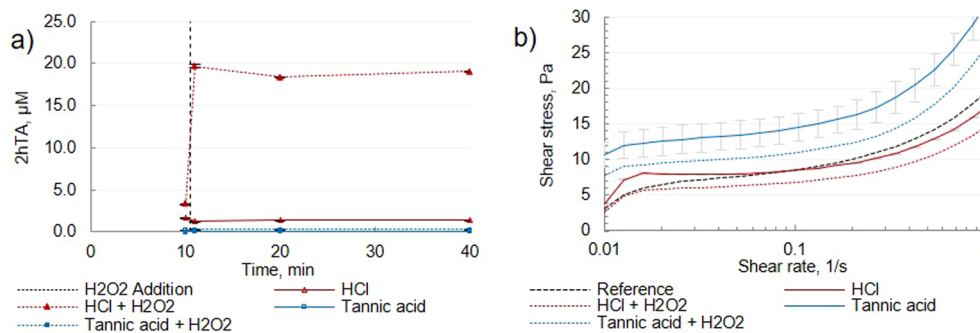 a)
25.0
20.0
15.0
10.0
5.0
0.0
2hTA, µM
0 10 20 30 40
Time, min
H2O2 Addition HCl
HCl + H2O2 Tannic acid
Tannic acid + H2O2
b)
30
25
20
15
10
5
0
Shear stress, Pa
0.01 0.1
Shear rate, 1/s
Reference HCl
HCl + H2O2 Tannic acid
Tannic acid + H2O2